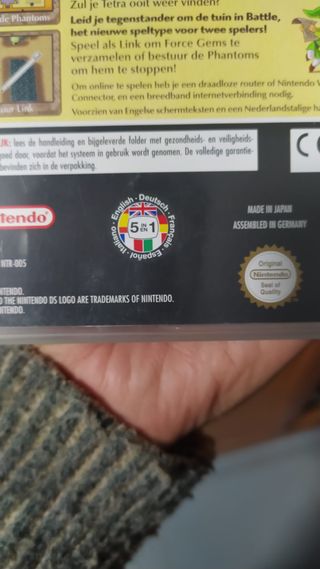 Zul je Tetra ooit weer vinden?
de Phantoms
Leid je tegenstander om de tuin in Battle,
het nieuwe speltype voor twee spelers!
Speel als Link om Force Gems te
verzamelen of bestuur de Phantoms
om hem te stoppen!
Link
Om online te spelen heb je een draadloze router of Nintendo W
Connector, en een breedband internetverbinding nodig.
Voorzien van Engelse schermteksten en een Nederlandstalige ha
JK: lees de handleiding en bijgeleverde folder met gezondheids- en veiligheids-
goed door, voordat het systeem in gebruik wordt genomen. De volledige garantie-
bevinden zich in de verpakking.
C
ntendo
English · Deutsch · Français · Español · Italiano
5 IN EN 1
MADE IN JAPAN
ASSEMBLED IN GERMANY
NTR-005
Original
Nintendo
Seal of
Quality
NTENDO.
D THE NINTENDO DS LOGO ARE TRADEMARKS OF NINTENDO.
NTENDO.